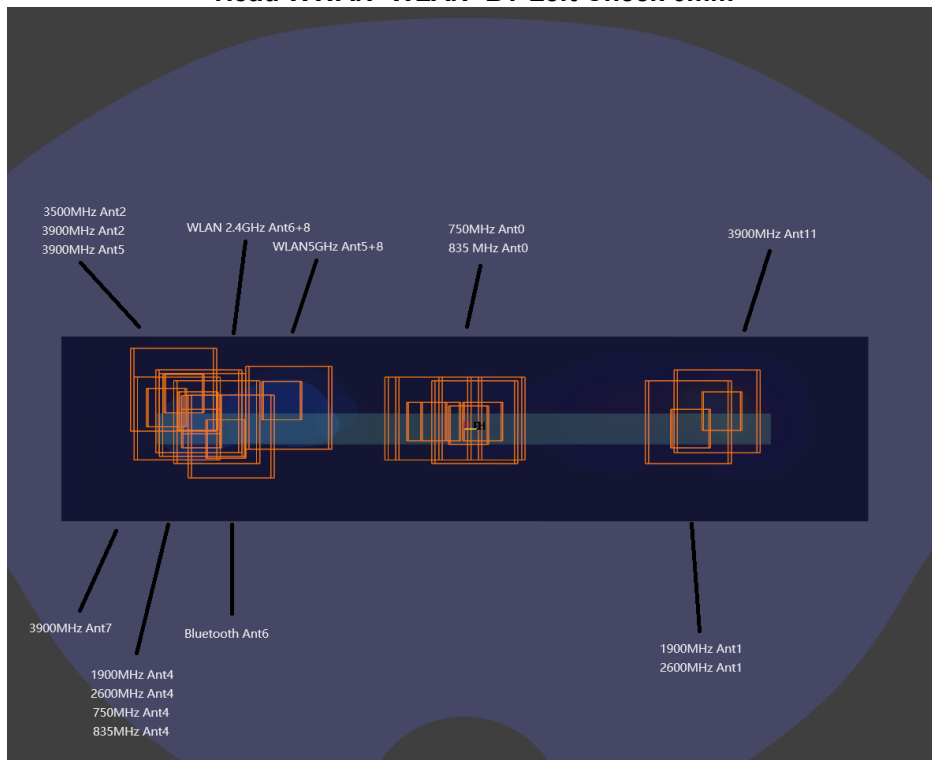 3500MHz Ant2
3900MHz Ant2
3900MHz Ant5
WLAN 2.4GHz Ant6+8
WLAN5GHz Ant5+8
750MHz Ant0
835 MHz Ant0
3900MHz Ant11
3900MHz Ant7
1900MHz Ant4
2600MHz Ant4
750MHz Ant4
835MHz Ant4
Bluetooth Ant6
1900MHz Ant1
2600MHz Ant1